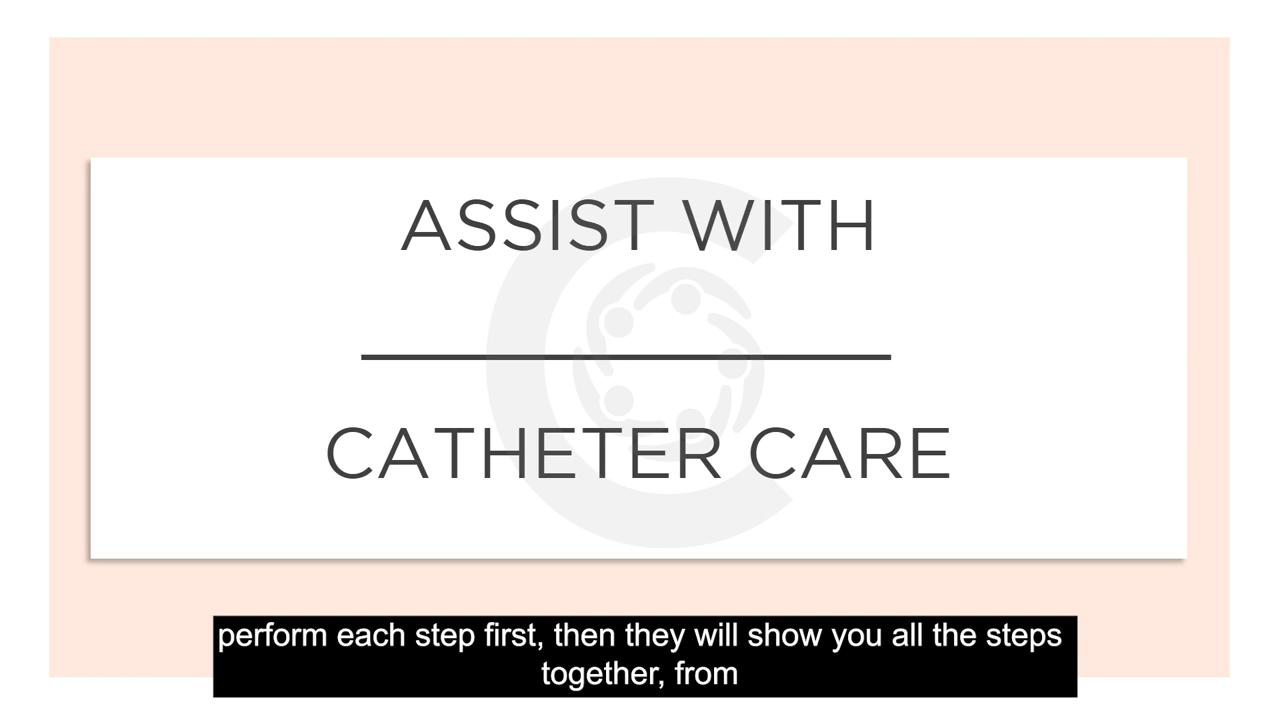 ASSIST WITH
CATHETER CARE
perform each step first, then they will show you all the steps
together, from